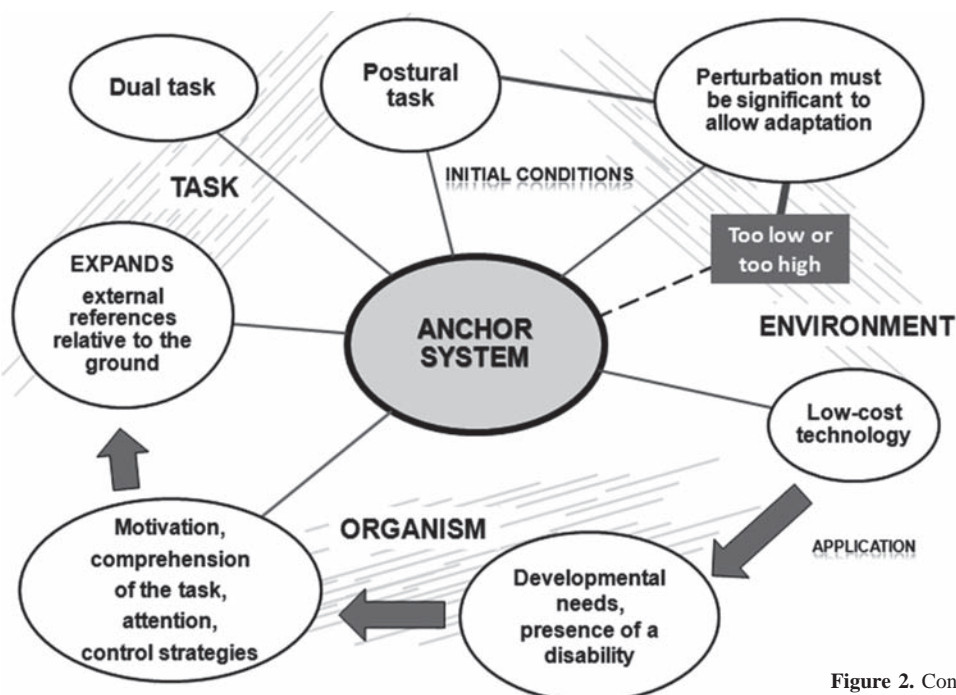 Dual task
Postural
task
Perturbation must
be significant to
allow adaptation
TASK
INITIAL CONDITIONS
Too low or
too high
EXPANDS
external
references
relative to the
ground
ANCHOR
SYSTEM
ENVIRONMENT
Low-cost
technology
Motivation,
comprehension
of the task,
attention,
control strategies
ORGANISM
APPLICATION
Developmental
needs,
presence of a
disability
Figure 2. Con